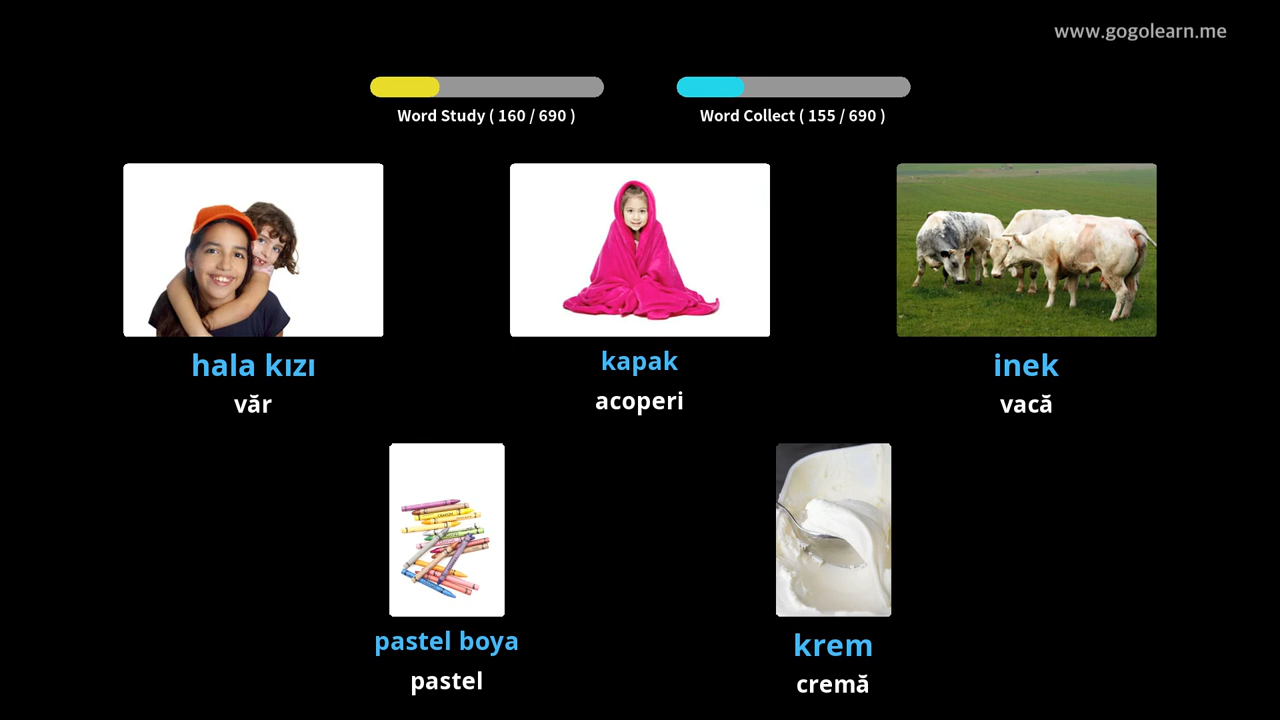 www.gogolearn.me
Word Study ( 160 / 690 )
Word Collect ( 155 / 690 )
hala kızı
văr
kapak
acoperi
inek
vacă
pastel boya
pastel
krem
cremă